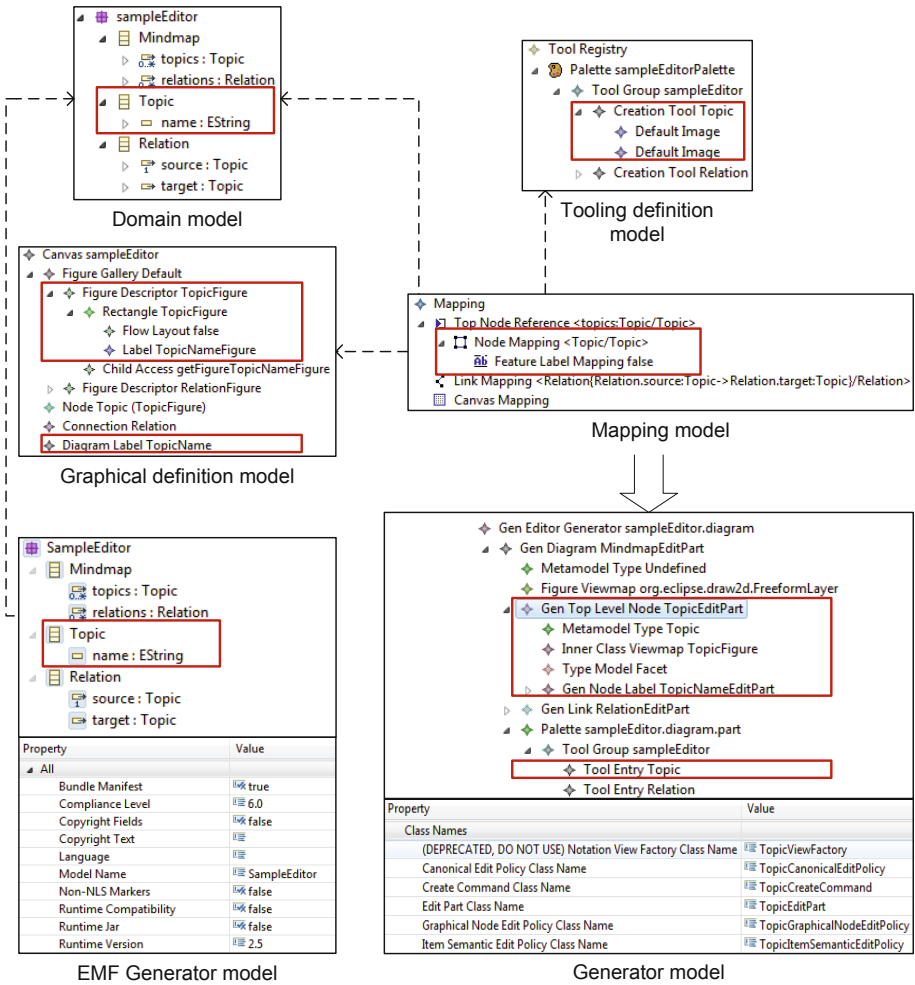 sampleEditor
Mindmap
topics : Topic
0..*
relations : Relation
0..*
Topic
name : EString
Relation
source : Topic
1
target : Topic
Domain model
Tool Registry
Palette sampleEditorPalette
Tool Group sampleEditor
Creation Tool Topic
Default Image
Default Image
Creation Tool Relation
Tooling definition
model
Canvas sampleEditor
Figure Gallery Default
Figure Descriptor TopicFigure
Rectangle TopicFigure
Flow Layout false
Label TopicNameFigure
Child Access getFigureTopicNameFigure
Figure Descriptor RelationFigure
Node Topic (TopicFigure)
Connection Relation
Diagram Label TopicName
Graphical definition model
Mapping
Top Node Reference <topics:Topic/Topic>
Node Mapping <Topic/Topic>
Ab Feature Label Mapping false
Link Mapping <Relation{Relation.source:Topic->Relation.target:Topic}/Relation>
Canvas Mapping
Mapping model
SampleEditor
Mindmap
topics : Topic
0..*
relations : Relation
0..*
Topic
name : EString
Relation
source : Topic
1
target : Topic
Property Value
All
Bundle Manifest true
Compliance Level 6.0
Copyright Fields false
Copyright Text
Language
Model Name SampleEditor
Non-NLS Markers false
Runtime Compatibility false
Runtime Jar false
Runtime Version 2.5
EMF Generator model
Gen Editor Generator sampleEditor.diagram
Gen Diagram MindmapEditPart
Metamodel Type Undefined
Figure Viewmap org.eclipse.draw2d.FreeformLayer
Gen Top Level Node TopicEditPart
Metamodel Type Topic
Inner Class Viewmap TopicFigure
Type Model Facet
Gen Node Label TopicNameEditPart
Gen Link RelationEditPart
Palette sampleEditor.diagram.part
Tool Group sampleEditor
Tool Entry Topic
Tool Entry Relation
Property Value
Class Names
(DEPRECATED, DO NOT USE) Notation View Factory Class Name TopicViewFactory
Canonical Edit Policy Class Name TopicCanonicalEditPolicy
Create Command Class Name TopicCreateCommand
Edit Part Class Name TopicEditPart
Graphical Node Edit Policy Class Name TopicGraphicalNodeEditPolicy
Item Semantic Edit Policy Class Name TopicItemSemanticEditPolicy
Generator model